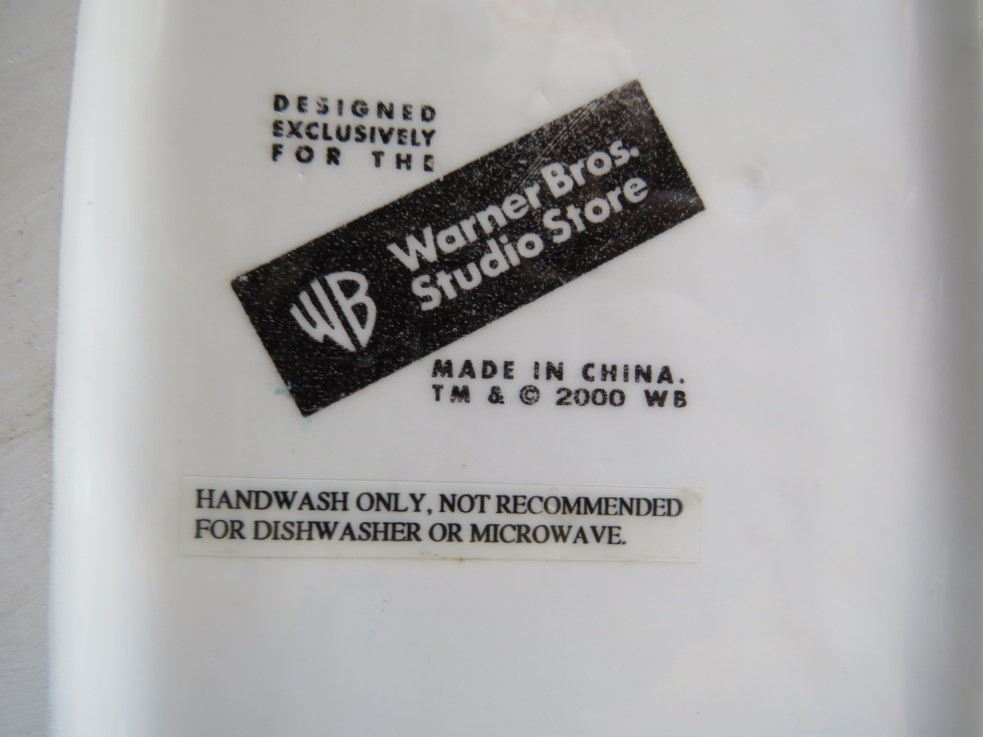 DESIGNED
EXCLUSIVELY
FOR THE
WB
Warner Bros.
Studio Store
MADE IN CHINA.
TM & © 2000 WB
HANDWASH ONLY, NOT RECOMMENDED
FOR DISHWASHER OR MICROWAVE.